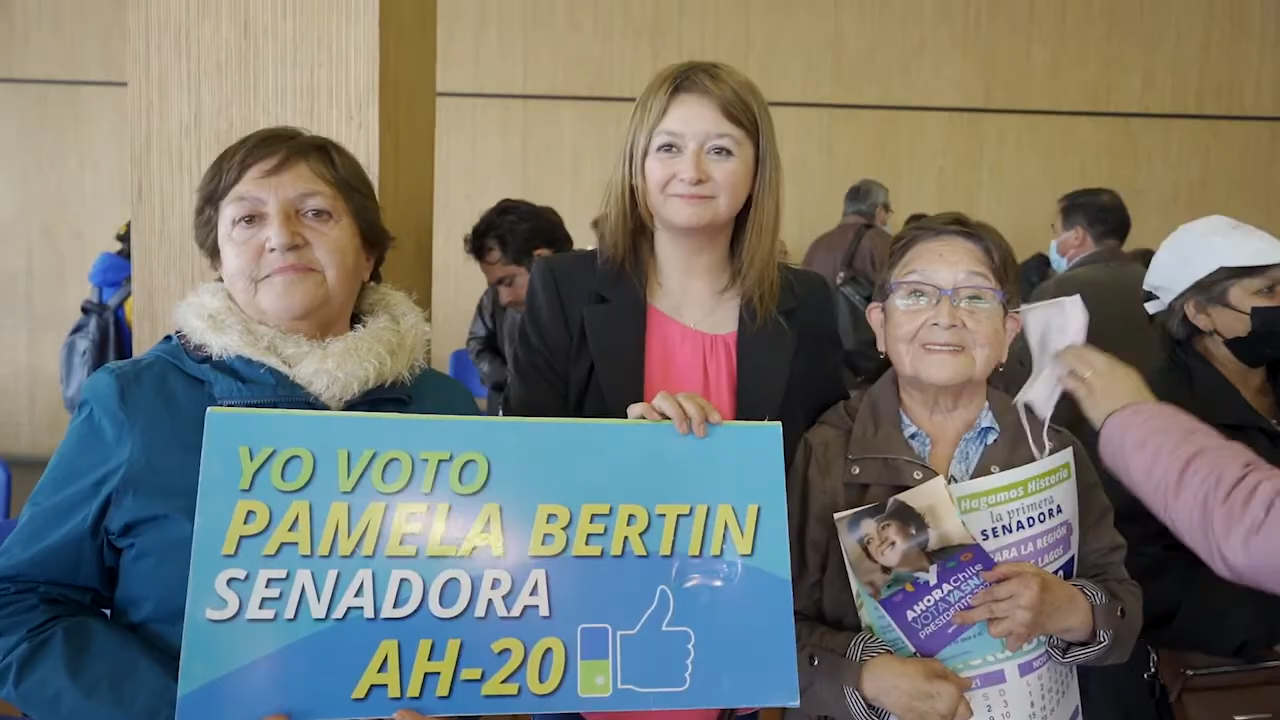 YO VOTO
PAMELA BERTIN
SENADORA
AH-20
Hagamos Historia
la primera
SENADORA
PARA LA REGIÓN
LAGOS
AHORA Chile
VOTA YASNA
PRESIDENTA